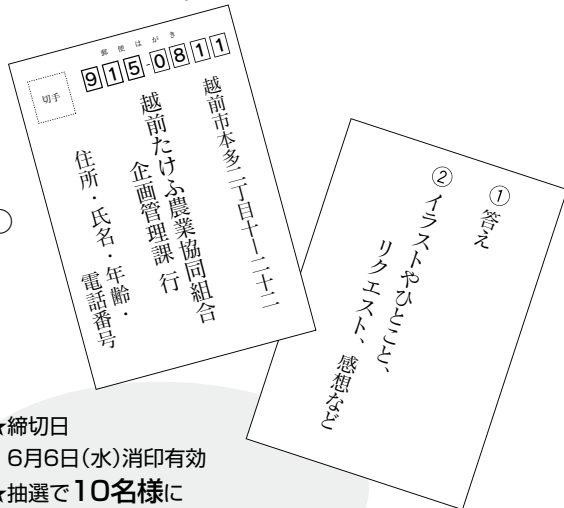 郵便はがき
915-0811
切手
越前市本多二丁目十―二十二
越前たけふ農業協同組合
企画管理課 行
住所・氏名・年齢・
電話番号
① 答え
② イラストやひとこと、
リクエスト、感想など
★締切日
6月6日(水)消印有効
★抽選で10名様に